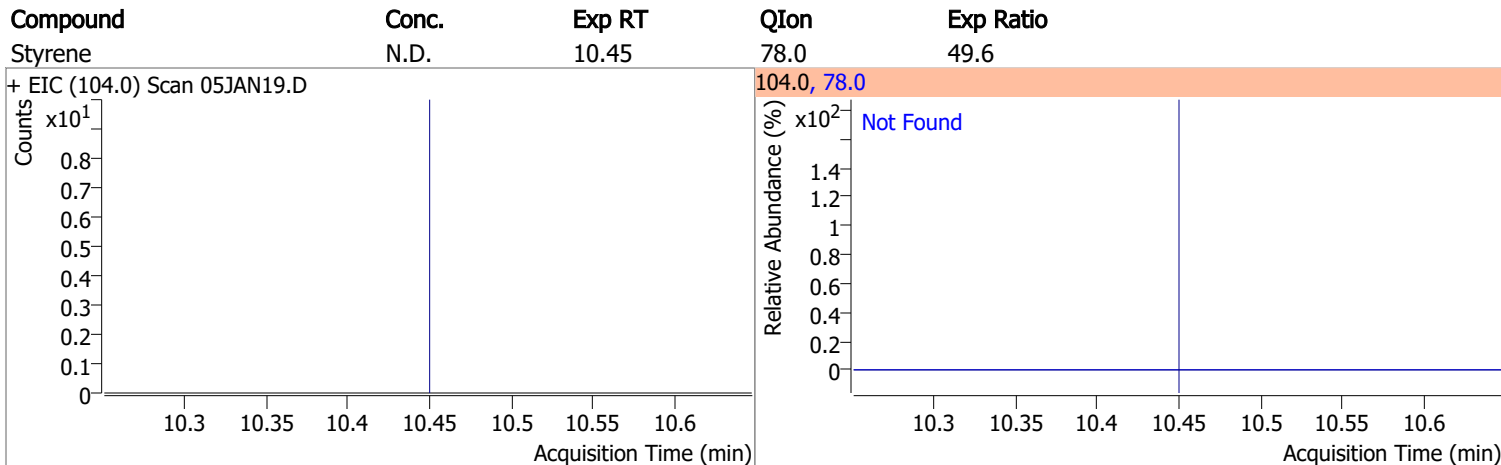 Compound Conc. Exp RT QIon Exp Ratio
Styrene N.D. 10.45 78.0 49.6
+ EIC (104.0) Scan 05JAN19.D
Counts
x10¹
0.8
0.7
0.6
0.5
0.4
0.3
0.2
0.1
0
10.3 10.35 10.4 10.45 10.5 10.55 10.6
Acquisition Time (min)
104.0, 78.0
Relative Abundance (%)
x10²
Not Found
1.4
1.2
1
0.8
0.6
0.4
0.2
0
10.3 10.35 10.4 10.45 10.5 10.55 10.6
Acquisition Time (min)